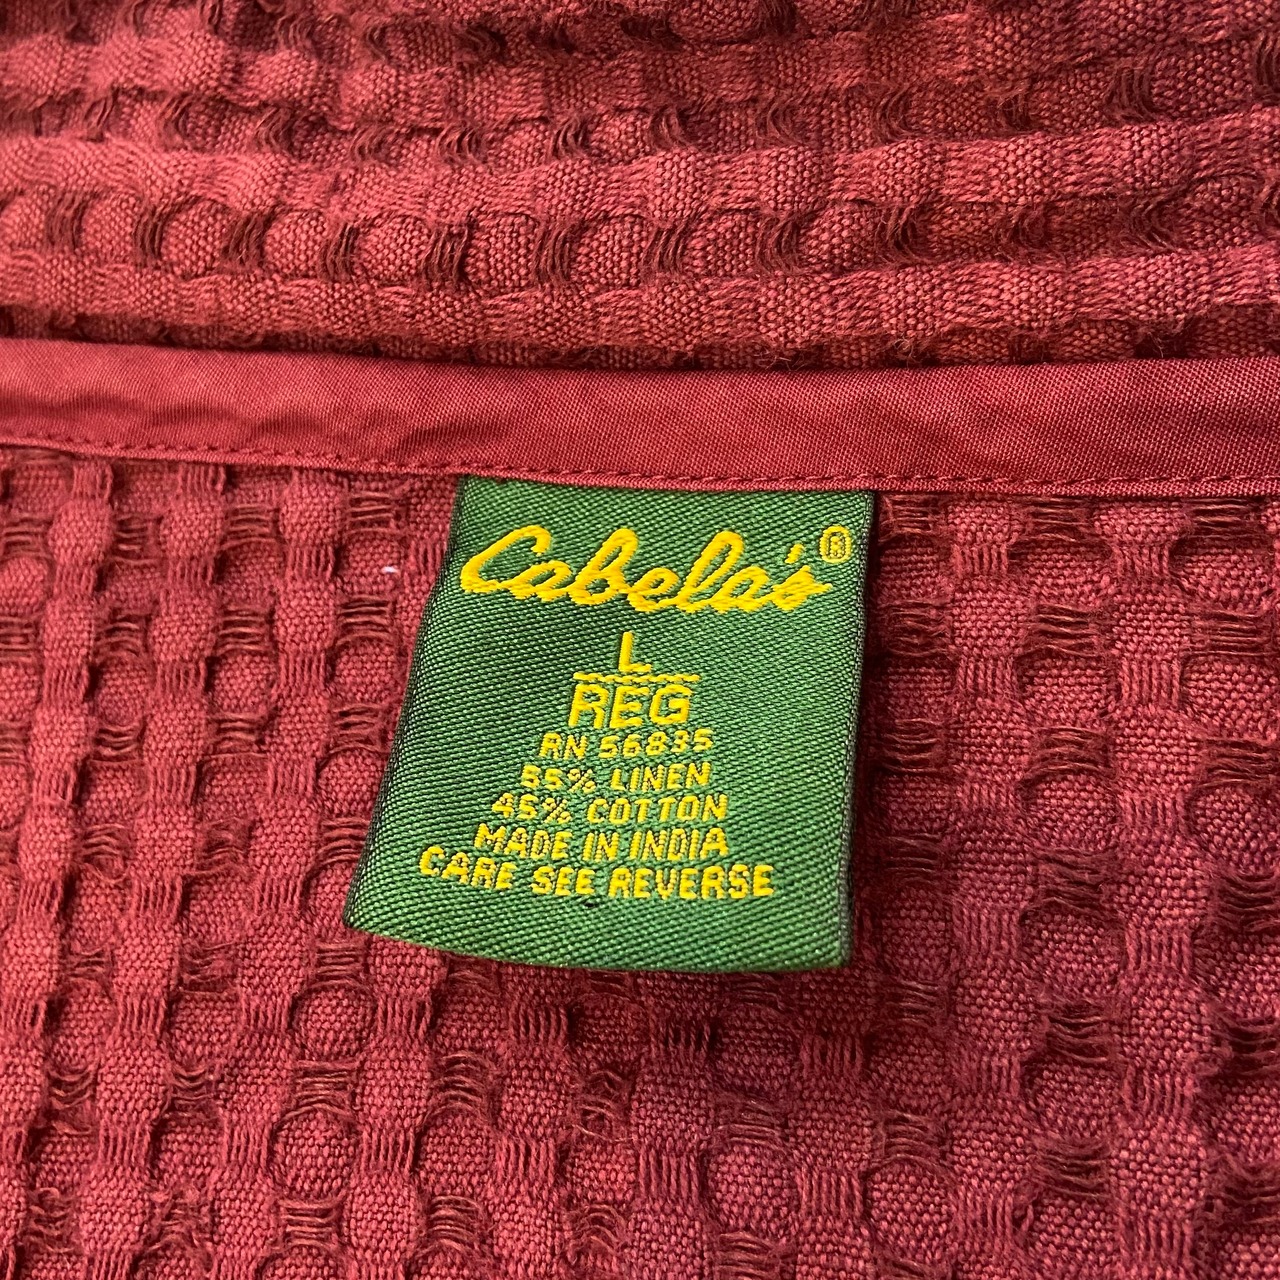 Cabela's®
L
REG
RN 56835
55% LINEN
45% COTTON
MADE IN INDIA
CARE SEE REVERSE